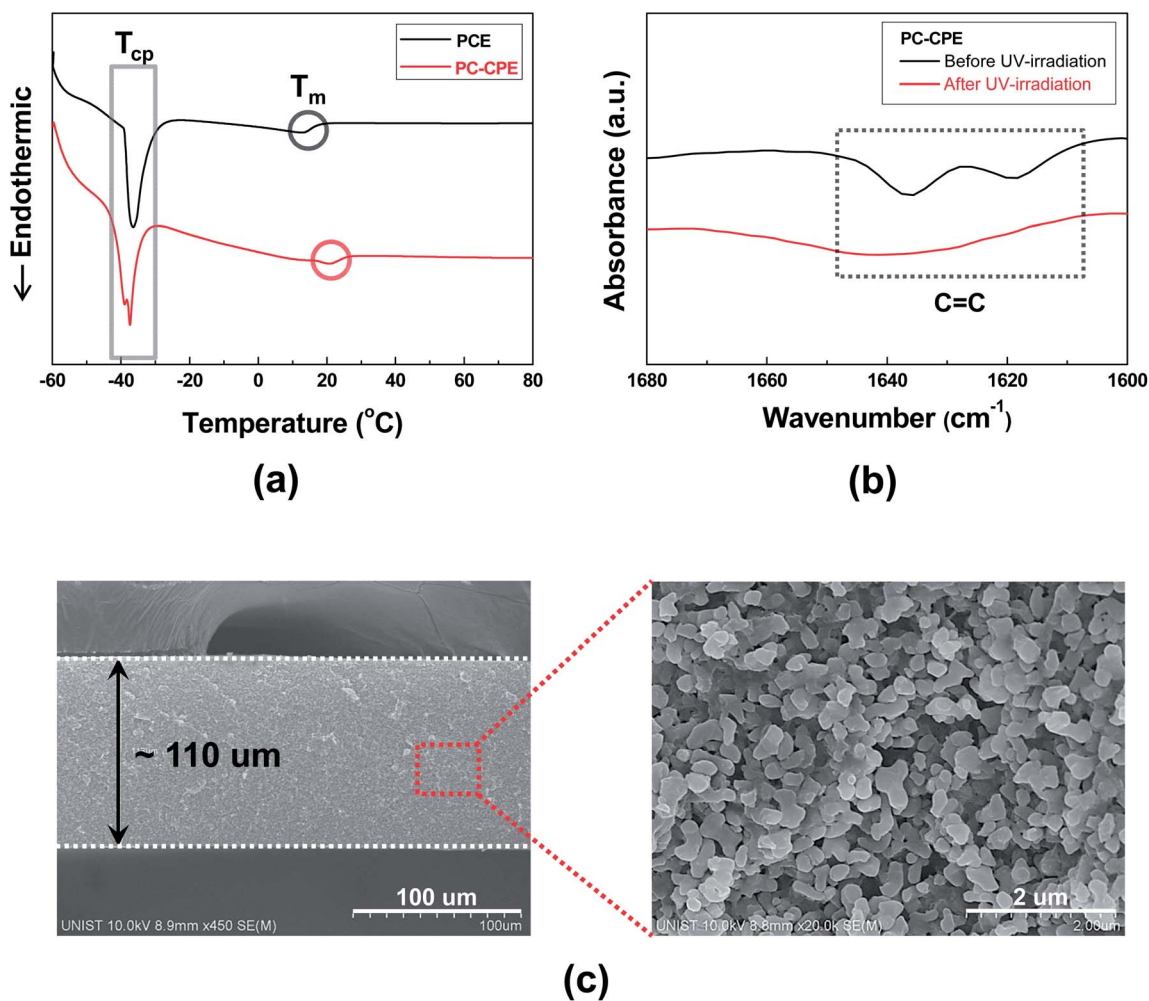 T_cp
PCE
PC-CPE
T_m
← Endothermic
-60 -40 -20 0 20 40 60 80
Temperature (°C)
(a)
PC-CPE
Before UV-irradiation
After UV-irradiation
Absorbance (a.u.)
C=C
1680 1660 1640 1620 1600
Wavenumber (cm⁻¹)
(b)
~ 110 um
100 um
UNIST 10.0kV 8.9mm x450 SE(M) 100um
2 um
UNIST 10.0kV 8.8mm x20.0k SE(M) 2.00um
(c)